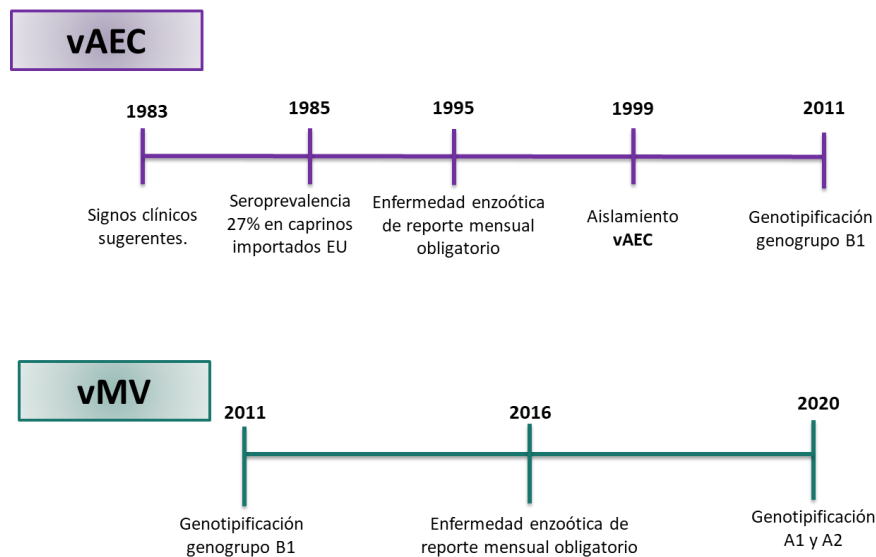 vAEC
1983
1985
1995
1999
2011
Signos clínicos
sugerentes.
Seroprevalencia
27% en caprinos
importados EU
Enfermedad enzoótica
de reporte mensual
obligatorio
Aislamiento
vAEC
Genotipificación
genogrupo B1
vMV
2011
2016
2020
Genotipificación
genogrupo B1
Enfermedad enzoótica de
reporte mensual obligatorio
Genotipificación
A1 y A2